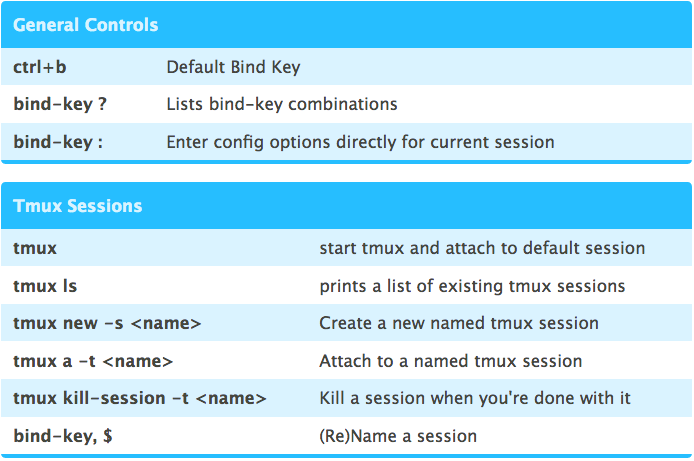 General Controls
ctrl+b Default Bind Key
bind-key ? Lists bind-key combinations
bind-key : Enter config options directly for current session
Tmux Sessions
tmux start tmux and attach to default session
tmux ls prints a list of existing tmux sessions
tmux new -s <name> Create a new named tmux session
tmux a -t <name> Attach to a named tmux session
tmux kill-session -t <name> Kill a session when you're done with it
bind-key, $ (Re)Name a session